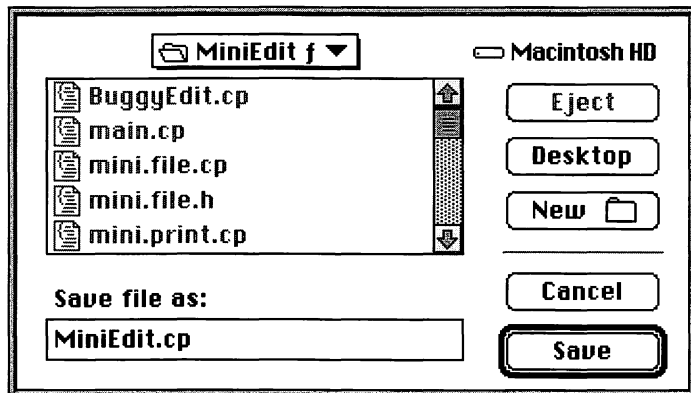 MiniEdit ƒ
Macintosh HD
BuggyEdit.cp
main.cp
mini.file.cp
mini.file.h
mini.print.cp
Eject
Desktop
New
Save file as:
MiniEdit.cp
Cancel
Save